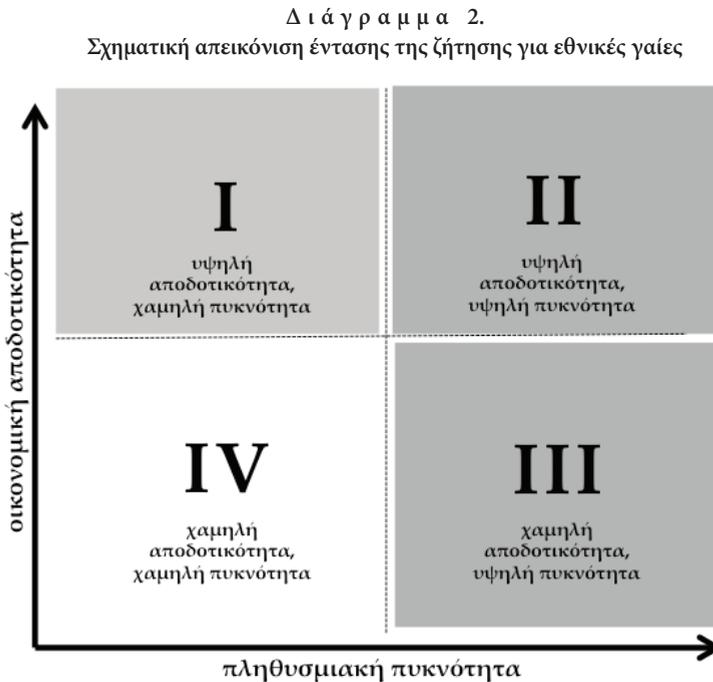 Διάγραμμα 2.
Σχηματική απεικόνιση έντασης της ζήτησης για εθνικές γαίες
οικονομική αποδοτικότητα
I
υψηλή
αποδοτικότητα,
χαμηλή πυκνότητα
II
υψηλή
αποδοτικότητα,
υψηλή πυκνότητα
IV
χαμηλή
αποδοτικότητα,
χαμηλή πυκνότητα
III
χαμηλή
αποδοτικότητα,
υψηλή πυκνότητα
πληθυσμιακή πυκνότητα